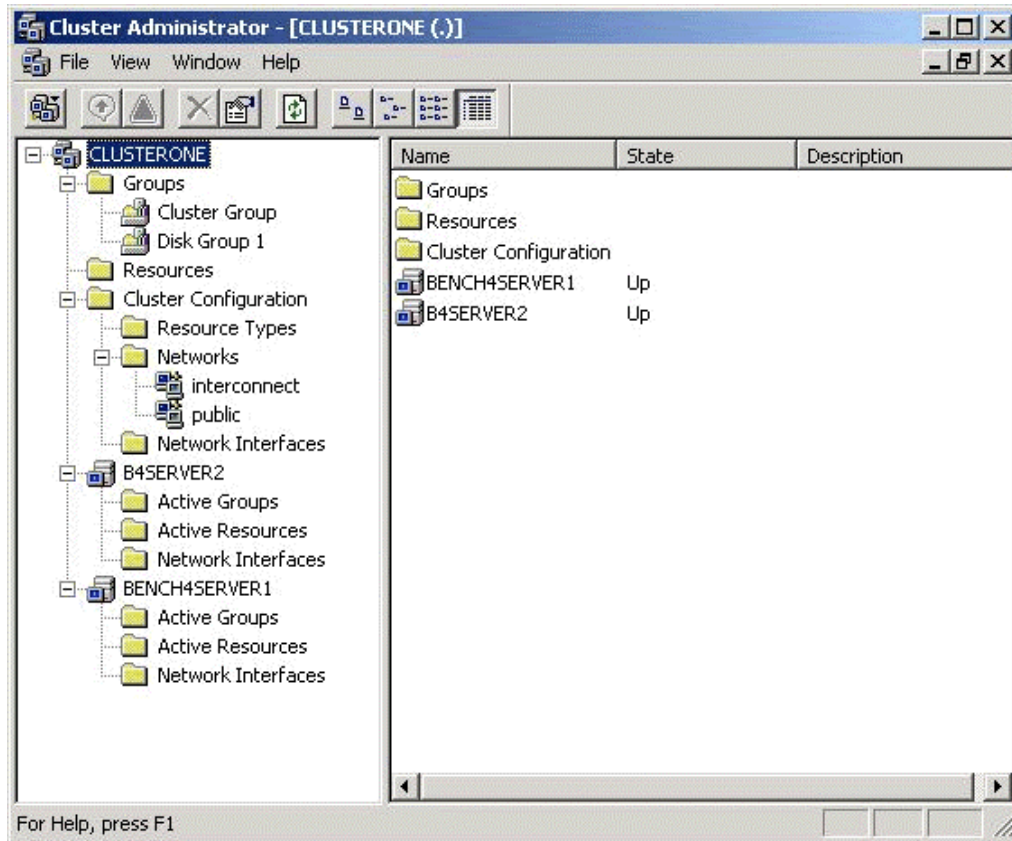 Cluster Administrator - [CLUSTERONE (.)]
File View Window Help
CLUSTERONE
Groups
Cluster Group
Disk Group 1
Resources
Cluster Configuration
Resource Types
Networks
interconnect
public
Network Interfaces
B4SERVER2
Active Groups
Active Resources
Network Interfaces
BENCH4SERVER1
Active Groups
Active Resources
Network Interfaces
Name State Description
Groups
Resources
Cluster Configuration
BENCH4SERVER1 Up
B4SERVER2 Up
For Help, press F1